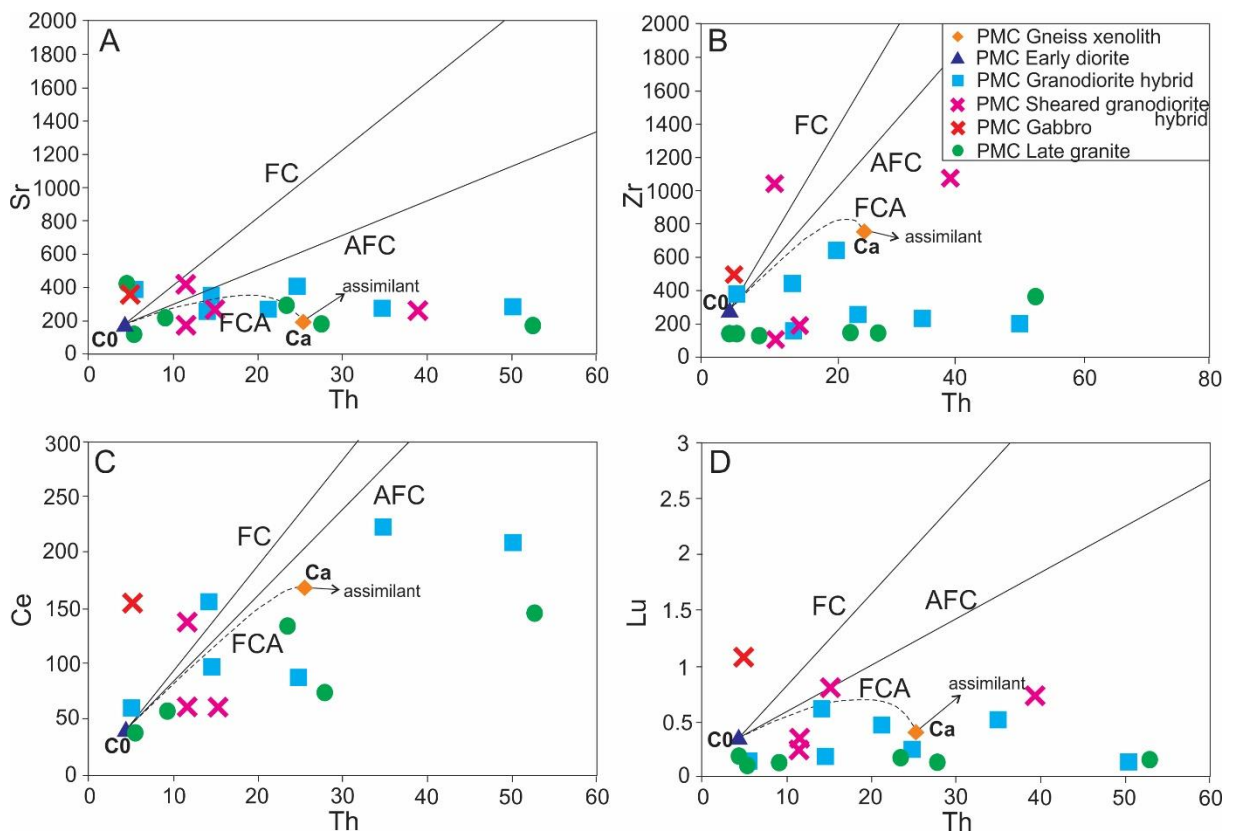 A
2000
1800
1600
1400
1200
1000
800
600
400
200
0
Sr
FC
AFC
FCA
assimilant
C0
Ca
0 10 20 30 40 50 60
Th
B
2000
1800
1600
1400
1200
1000
800
600
400
200
0
Zr
PMC Gneiss xenolith
PMC Early diorite
PMC Granodiorite hybrid
PMC Sheared granodiorite
hybrid
PMC Gabbro
PMC Late granite
FC
AFC
FCA
assimilant
C0
Ca
0 20 40 60 80
Th
C
300
250
200
150
100
50
0
Ce
FC
AFC
Ca
assimilant
FCA
C0
0 10 20 30 40 50 60
Th
D
3
2.5
2
1.5
1
0.5
0
Lu
FC
AFC
FCA
assimilant
C0
Ca
0 10 20 30 40 50 60
Th